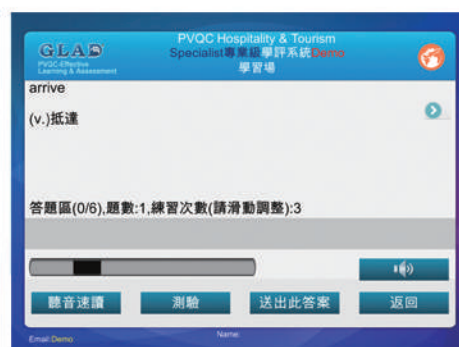 GLAD
PVQC-Effective
Learning & Assessment
PVQC Hospitality & Tourism
Specialist專業級學評系統Demo
學習場
arrive
(v.)抵達
答題區(0/6),題數:1,練習次數(請滑動調整):3
聽音速讀
測驗
送出此答案
返回
Email:Demo
Name: